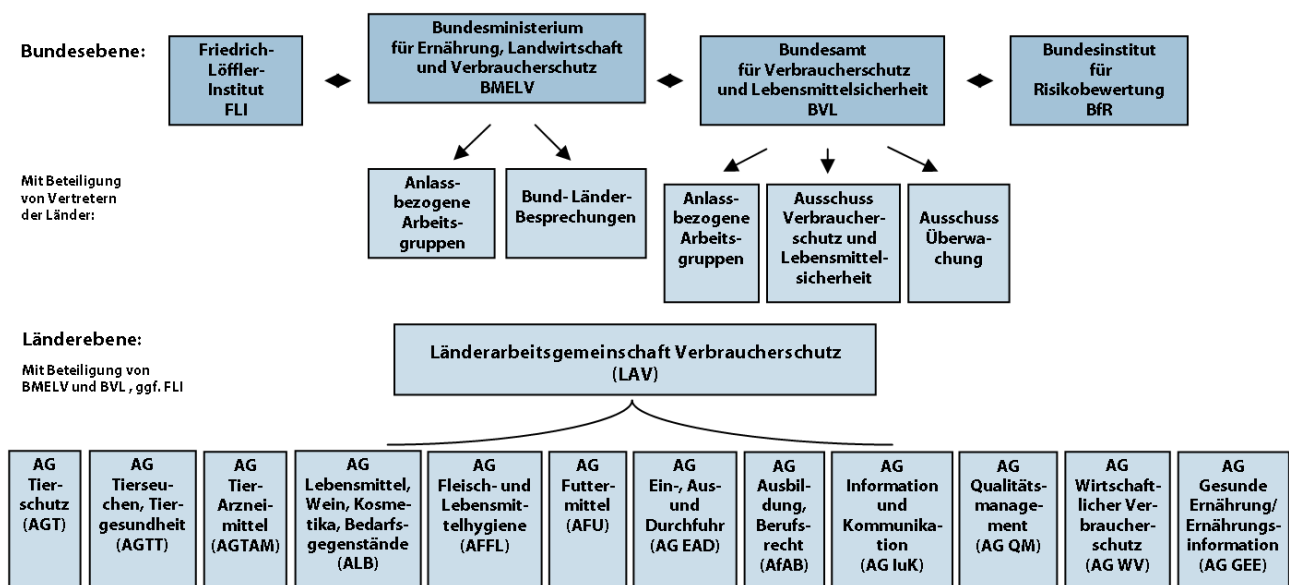 Bundesebene:
Friedrich-
Löffler-
Institut
FLI
Bundesministerium
für Ernährung, Landwirtschaft
und Verbraucherschutz
BMELV
Bundesamt
für Verbraucherschutz
und Lebensmittelsicherheit
BVL
Bundesinstitut
für
Risikobewertung
BfR
Mit Beteiligung
von Vertretern
der Länder:
Anlass-
bezogene
Arbeits-
gruppen
Bund- Länder-
Besprechungen
Anlass-
bezogene
Arbeits-
gruppen
Ausschuss
Verbraucher-
schutz und
Lebensmittel-
sicherheit
Ausschuss
Überwa-
chung
Länderebene:
Mit Beteiligung von
BMELV und BVL , ggf. FLI
Länderarbeitsgemeinschaft Verbraucherschutz
(LAV)
AG
Tier-
schutz
(AGT)
AG
Tierseu-
chen, Tier-
gesundheit
(AGTT)
AG
Tier-
Arzneimi-
mittel
(AGTAM)
AG
Lebensmittel,
Wein, Kosme-
tika, Bedarfs-
gegenstände
(ALB)
AG
Fleisch- und
Lebensmit-
telhygiene
(AFFL)
AG
Futter-
mittel
(AFU)
AG
Ein-, Aus-
und
Durchfuhr
(AG EAD)
AG
Ausbil-
dung,
Berufs-
recht
(AfAB)
AG
Information
und
Kommunika-
tion
(AG IuK)
AG
Qualitäts-
manage-
ment
(AG QM)
AG
Wirtschaft-
licher Ver-
braucher-
schutz
(AG WV)
AG
Gesunde
Ernährung/
Ernährungs-
information
(AG GEE)